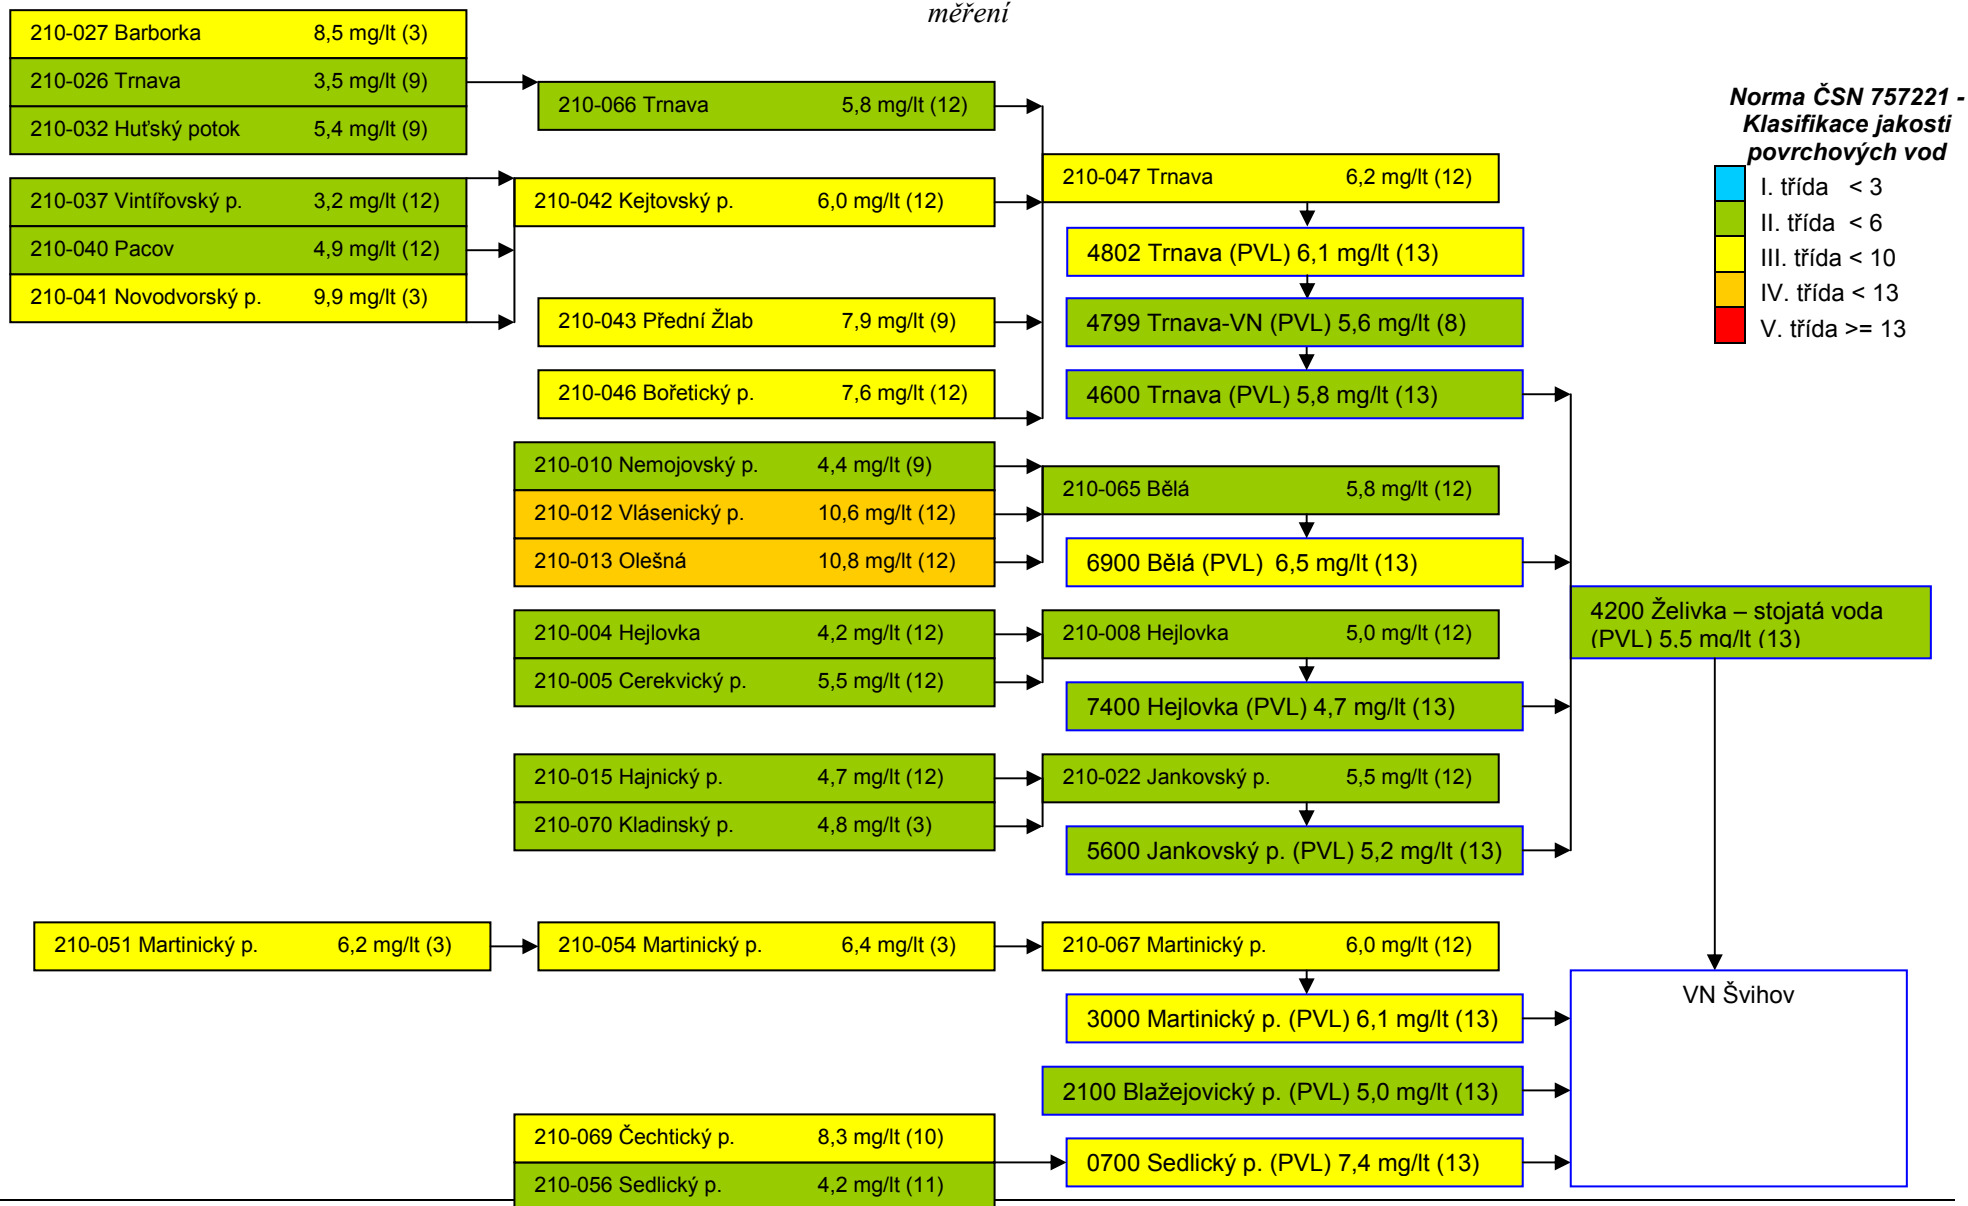 měření
210-027 Barborka 8,5 mg/lt (3)
210-026 Trnava 3,5 mg/lt (9)
210-032 Huťský potok 5,4 mg/lt (9)
210-037 Vintířovský p. 3,2 mg/lt (12)
210-040 Pacov 4,9 mg/lt (12)
210-041 Novodvorský p. 9,9 mg/lt (3)
210-066 Trnava 5,8 mg/lt (12)
210-042 Kejtovský p. 6,0 mg/lt (12)
210-043 Přední Žlab 7,9 mg/lt (9)
210-046 Bořetický p. 7,6 mg/lt (12)
210-047 Trnava 6,2 mg/lt (12)
4802 Trnava (PVL) 6,1 mg/lt (13)
4799 Trnava-VN (PVL) 5,6 mg/lt (8)
4600 Trnava (PVL) 5,8 mg/lt (13)
210-010 Nemojovský p. 4,4 mg/lt (9)
210-012 Vlásenický p. 10,6 mg/lt (12)
210-013 Olešná 10,8 mg/lt (12)
210-065 Bělá 5,8 mg/lt (12)
6900 Bělá (PVL) 6,5 mg/lt (13)
210-004 Hejlovka 4,2 mg/lt (12)
210-005 Cerekvický p. 5,5 mg/lt (12)
210-008 Hejlovka 5,0 mg/lt (12)
7400 Hejlovka (PVL) 4,7 mg/lt (13)
210-015 Hajnický p. 4,7 mg/lt (12)
210-070 Kladinský p. 4,8 mg/lt (3)
210-022 Jankovský p. 5,5 mg/lt (12)
5600 Jankovský p. (PVL) 5,2 mg/lt (13)
4200 Želivka – stojatá voda
(PVL) 5,5 mg/lt (13)
210-051 Martinický p. 6,2 mg/lt (3)
210-054 Martinický p. 6,4 mg/lt (3)
210-067 Martinický p. 6,0 mg/lt (12)
3000 Martinický p. (PVL) 6,1 mg/lt (13)
2100 Blažejovický p. (PVL) 5,0 mg/lt (13)
210-069 Čechtický p. 8,3 mg/lt (10)
210-056 Sedlický p. 4,2 mg/lt (11)
0700 Sedlický p. (PVL) 7,4 mg/lt (13)
VN Švihov
Norma ČSN 757221 -
Klasifikace jakosti
povrchových vod
I. třída < 3
II. třída < 6
III. třída < 10
IV. třída < 13
V. třída >= 13